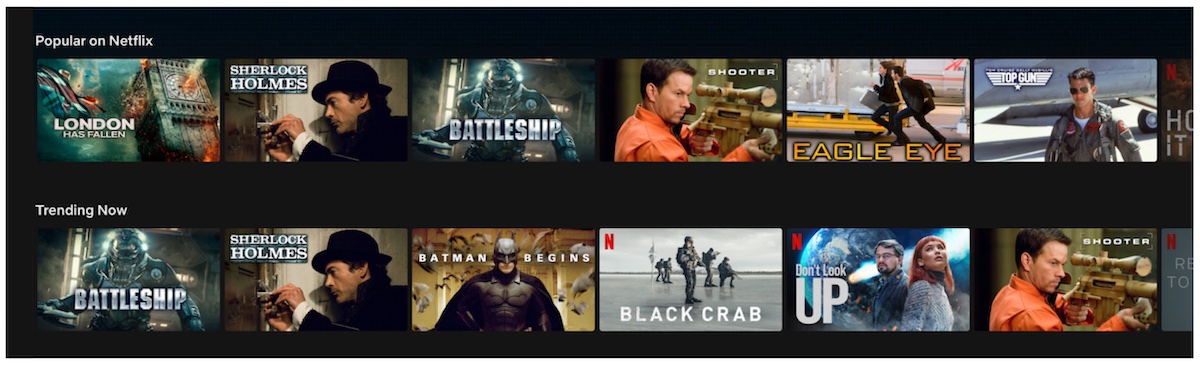 Popular on Netflix
LONDON
HAS FALLEN
SHERLOCK
HOLMES
BATTLESHIP
SHOOTER
EAGLE EYE
TOM CRUISE KELLY McGILLIS
TOP GUN
N
HO
iT
Trending Now
BATTLESHIP
SHERLOCK
HOLMES
BATMAN BEGINS
N
BLACK CRAB
N
Don't Look
UP
SHOOTER
N
RE
TO